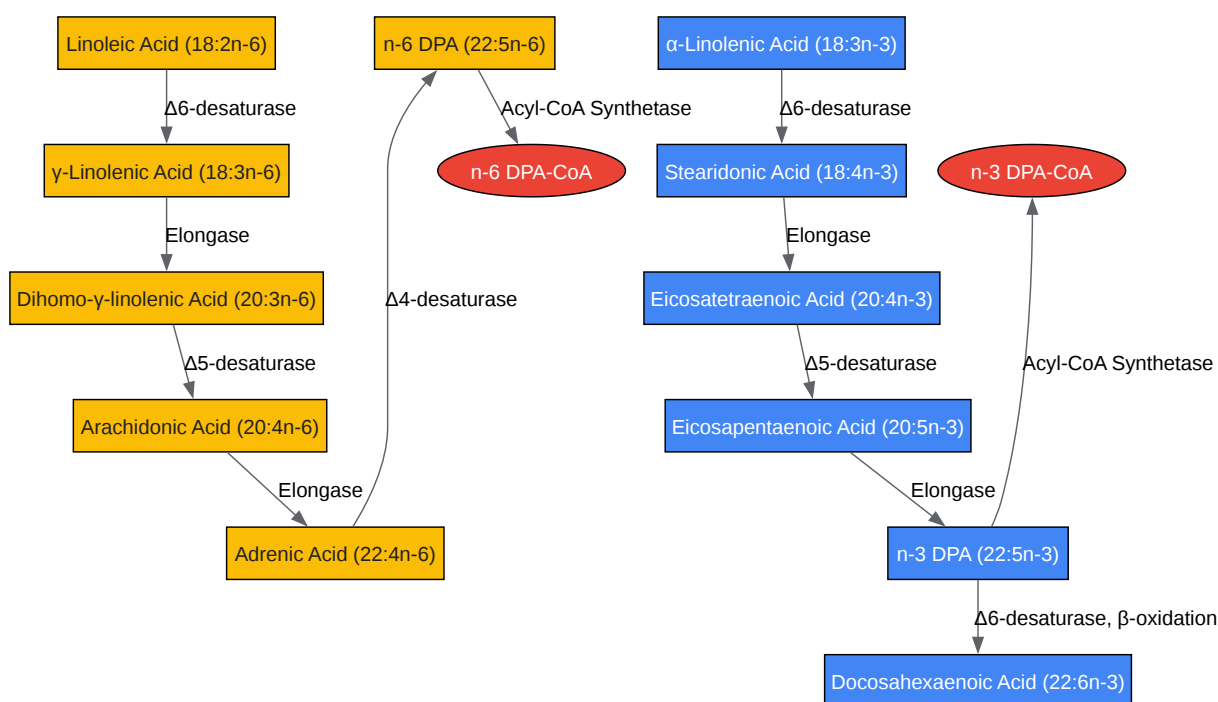 Linoleic Acid (18:2n-6)
Δ6-desaturase
γ-Linolenic Acid (18:3n-6)
Elongase
Dihomo-γ-linolenic Acid (20:3n-6)
Δ5-desaturase
Arachidonic Acid (20:4n-6)
Elongase
Adrenic Acid (22:4n-6)
Δ4-desaturase
n-6 DPA (22:5n-6)
Acyl-CoA Synthetase
n-6 DPA-CoA
α-Linolenic Acid (18:3n-3)
Δ6-desaturase
Stearidonic Acid (18:4n-3)
Elongase
Eicosatetraenoic Acid (20:4n-3)
Δ5-desaturase
Eicosapentaenoic Acid (20:5n-3)
Elongase
n-3 DPA (22:5n-3)
Acyl-CoA Synthetase
n-3 DPA-CoA
Δ6-desaturase, β-oxidation
Docosahexaenoic Acid (22:6n-3)